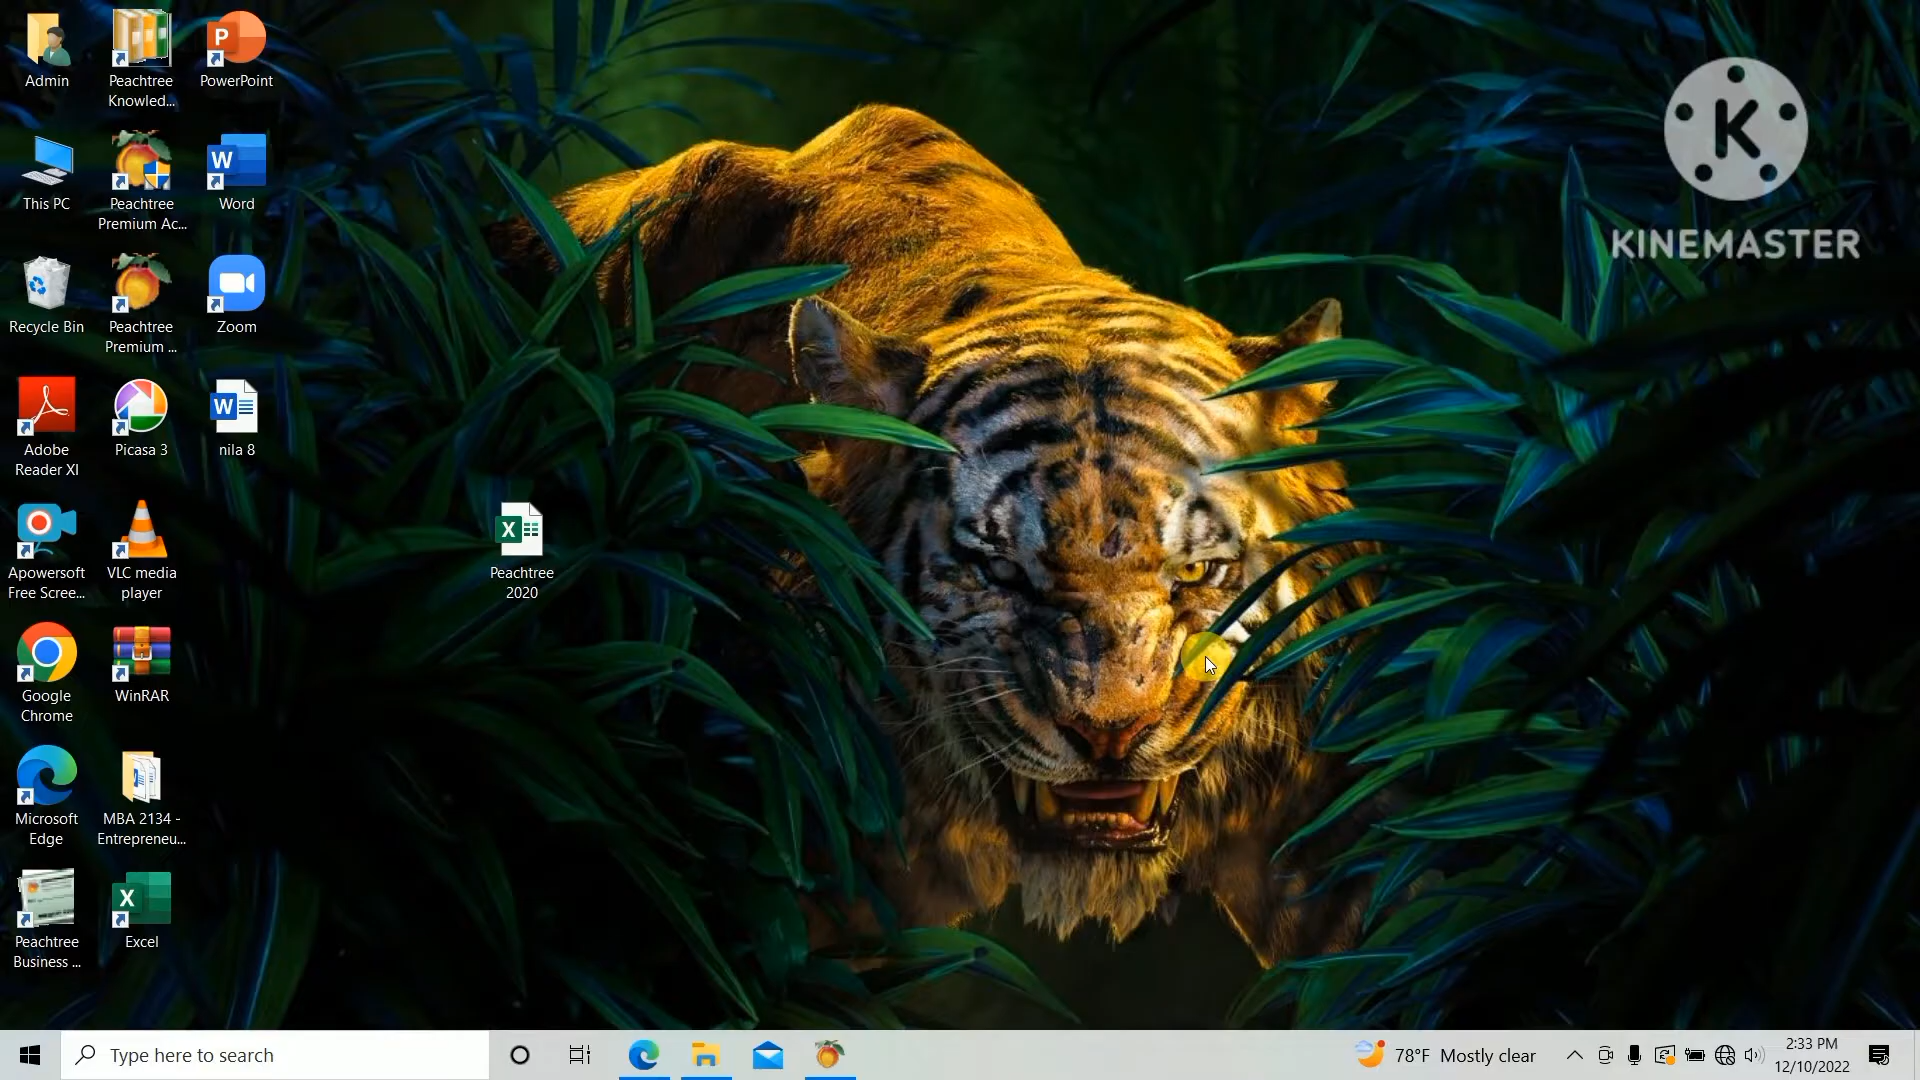 Admin
Peachtree
Knowled...
PowerPoint
This PC
Peachtree
Premium Ac...
Word
Recycle Bin
Peachtree
Premium ...
Zoom
Adobe
Reader XI
Picasa 3
nila 8
Apowersoft
Free Scree...
VLC media
player
Peachtree
2020
Google
Chrome
WinRAR
Microsoft
Edge
MBA 2134 -
Entrepreneu...
Peachtree
Business ...
Excel
K
KINEMASTER
Type here to search
78°F Mostly clear
2:33 PM
12/10/2022